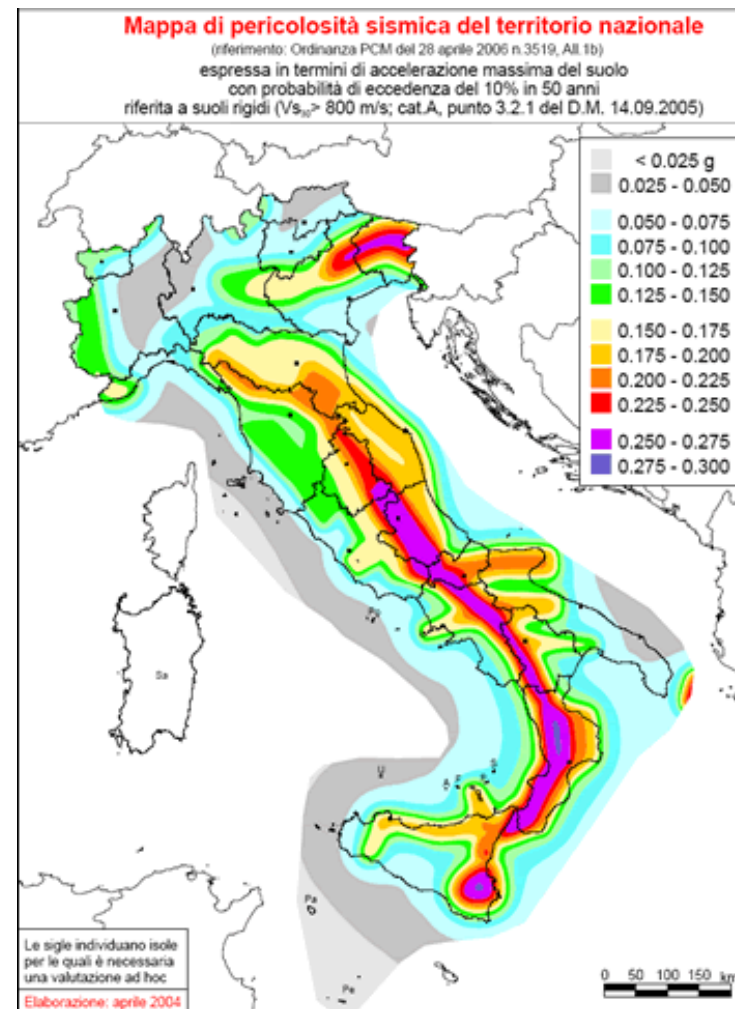 Mappa di pericolosità sismica del territorio nazionale
(riferimento: Ordinanza PCM del 28 aprile 2006 n.3519, All.1b)
espressa in termini di accelerazione massima del suolo
con probabilità di eccedenza del 10% in 50 anni
riferita a suoli rigidi (Vs₃₀> 800 m/s; cat.A, punto 3.2.1 del D.M. 14.09.2005)
< 0.025 g
0.025 - 0.050
0.050 - 0.075
0.075 - 0.100
0.100 - 0.125
0.125 - 0.150
0.150 - 0.175
0.175 - 0.200
0.200 - 0.225
0.225 - 0.250
0.250 - 0.275
0.275 - 0.300
Sa
U
A
S
Pa
Pe
Le sigle individuano isole
per le quali è necessaria
una valutazione ad hoc
Elaborazione: aprile 2004
0 50 100 150 km